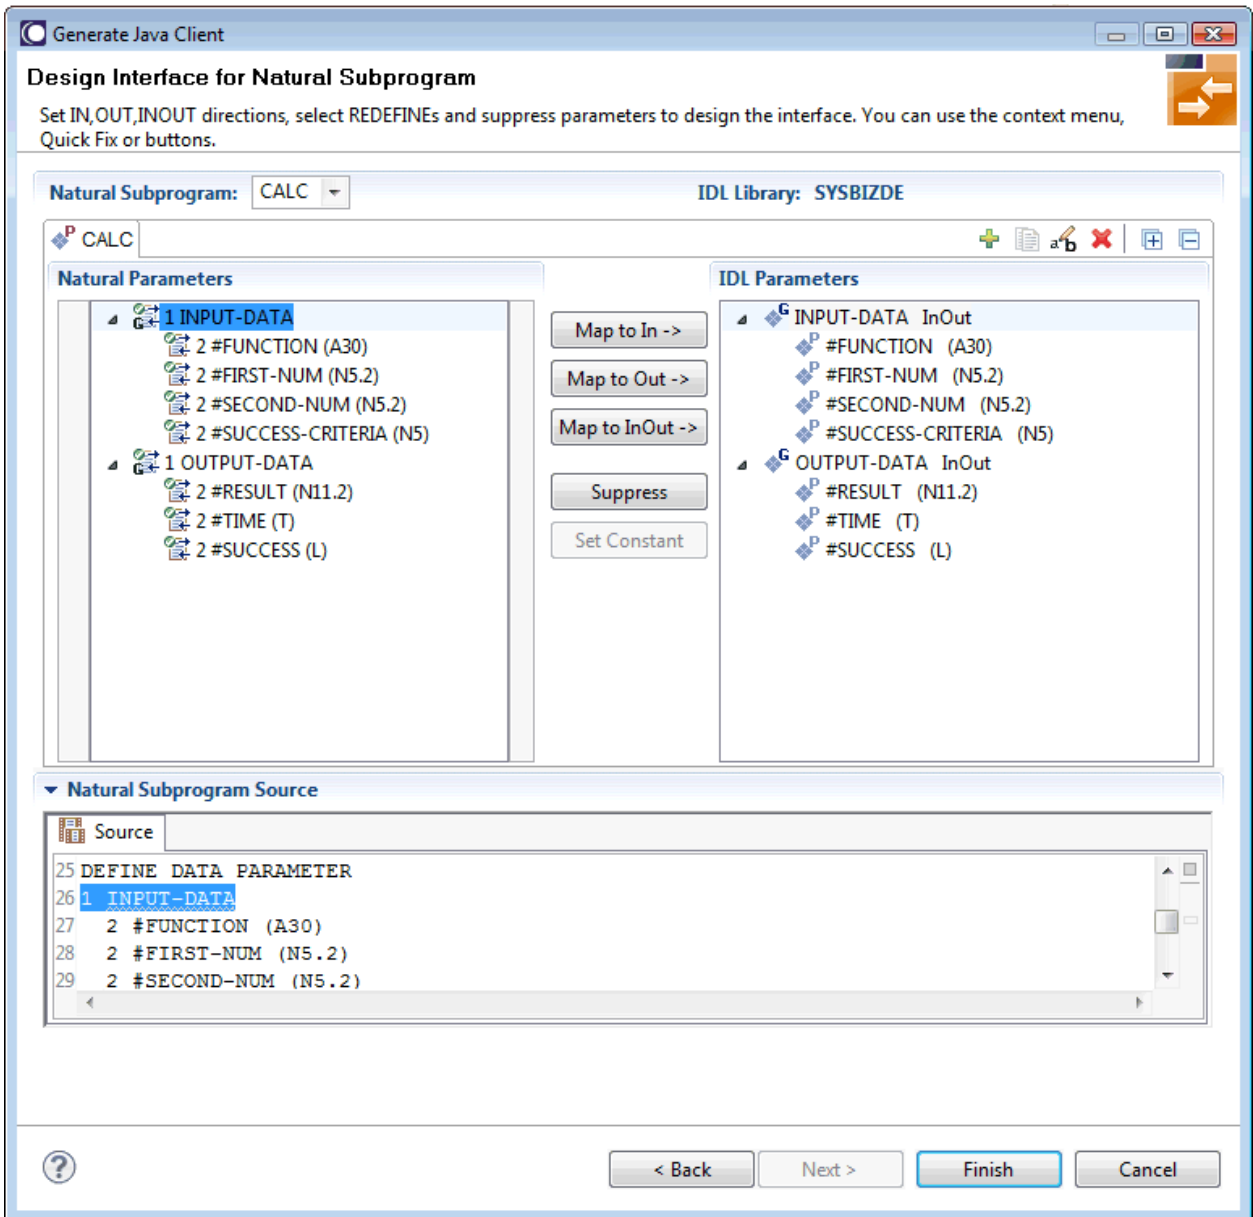 Generate Java Client
Design Interface for Natural Subprogram
Set IN,OUT,INOUT directions, select REDEFINEs and suppress parameters to design the interface. You can use the context menu,
Quick Fix or buttons.
Natural Subprogram: CALC IDL Library: SYSBIZDE
CALC
Natural Parameters
1 INPUT-DATA
2 #FUNCTION (A30)
2 #FIRST-NUM (N5.2)
2 #SECOND-NUM (N5.2)
2 #SUCCESS-CRITERIA (N5)
1 OUTPUT-DATA
2 #RESULT (N11.2)
2 #TIME (T)
2 #SUCCESS (L)
Map to In ->
Map to Out ->
Map to InOut ->
Suppress
Set Constant
IDL Parameters
INPUT-DATA InOut
#FUNCTION (A30)
#FIRST-NUM (N5.2)
#SECOND-NUM (N5.2)
#SUCCESS-CRITERIA (N5)
OUTPUT-DATA InOut
#RESULT (N11.2)
#TIME (T)
#SUCCESS (L)
Natural Subprogram Source
Source
25 DEFINE DATA PARAMETER
26 1 INPUT-DATA
27 2 #FUNCTION (A30)
28 2 #FIRST-NUM (N5.2)
29 2 #SECOND-NUM (N5.2)
< Back Next > Finish Cancel